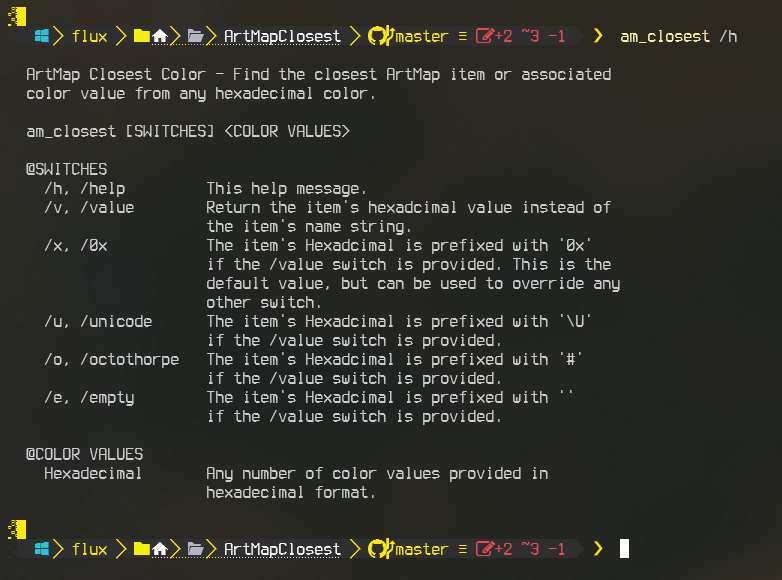 flux ArtMapClosest master ≡ +2 ~3 -1 ❯ am_closest /h
ArtMap Closest Color - Find the closest ArtMap item or associated
color value from any hexadecimal color.
am_closest [SWITCHES] <COLOR VALUES>
@SWITCHES
/h, /help This help message.
/v, /value Return the item's hexadcimal value instead of
the item's name string.
/x, /0x The item's Hexadcimal is prefixed with '0x'
if the /value switch is provided. This is the
default value, but can be used to override any
other switch.
/u, /unicode The item's Hexadcimal is prefixed with '\U'
if the /value switch is provided.
/o, /octothorpe The item's Hexadcimal is prefixed with '#'
if the /value switch is provided.
/e, /empty The item's Hexadcimal is prefixed with ''
if the /value switch is provided.
@COLOR VALUES
Hexadecimal Any number of color values provided in
hexadecimal format.
flux ArtMapClosest master ≡ +2 ~3 -1 ❯